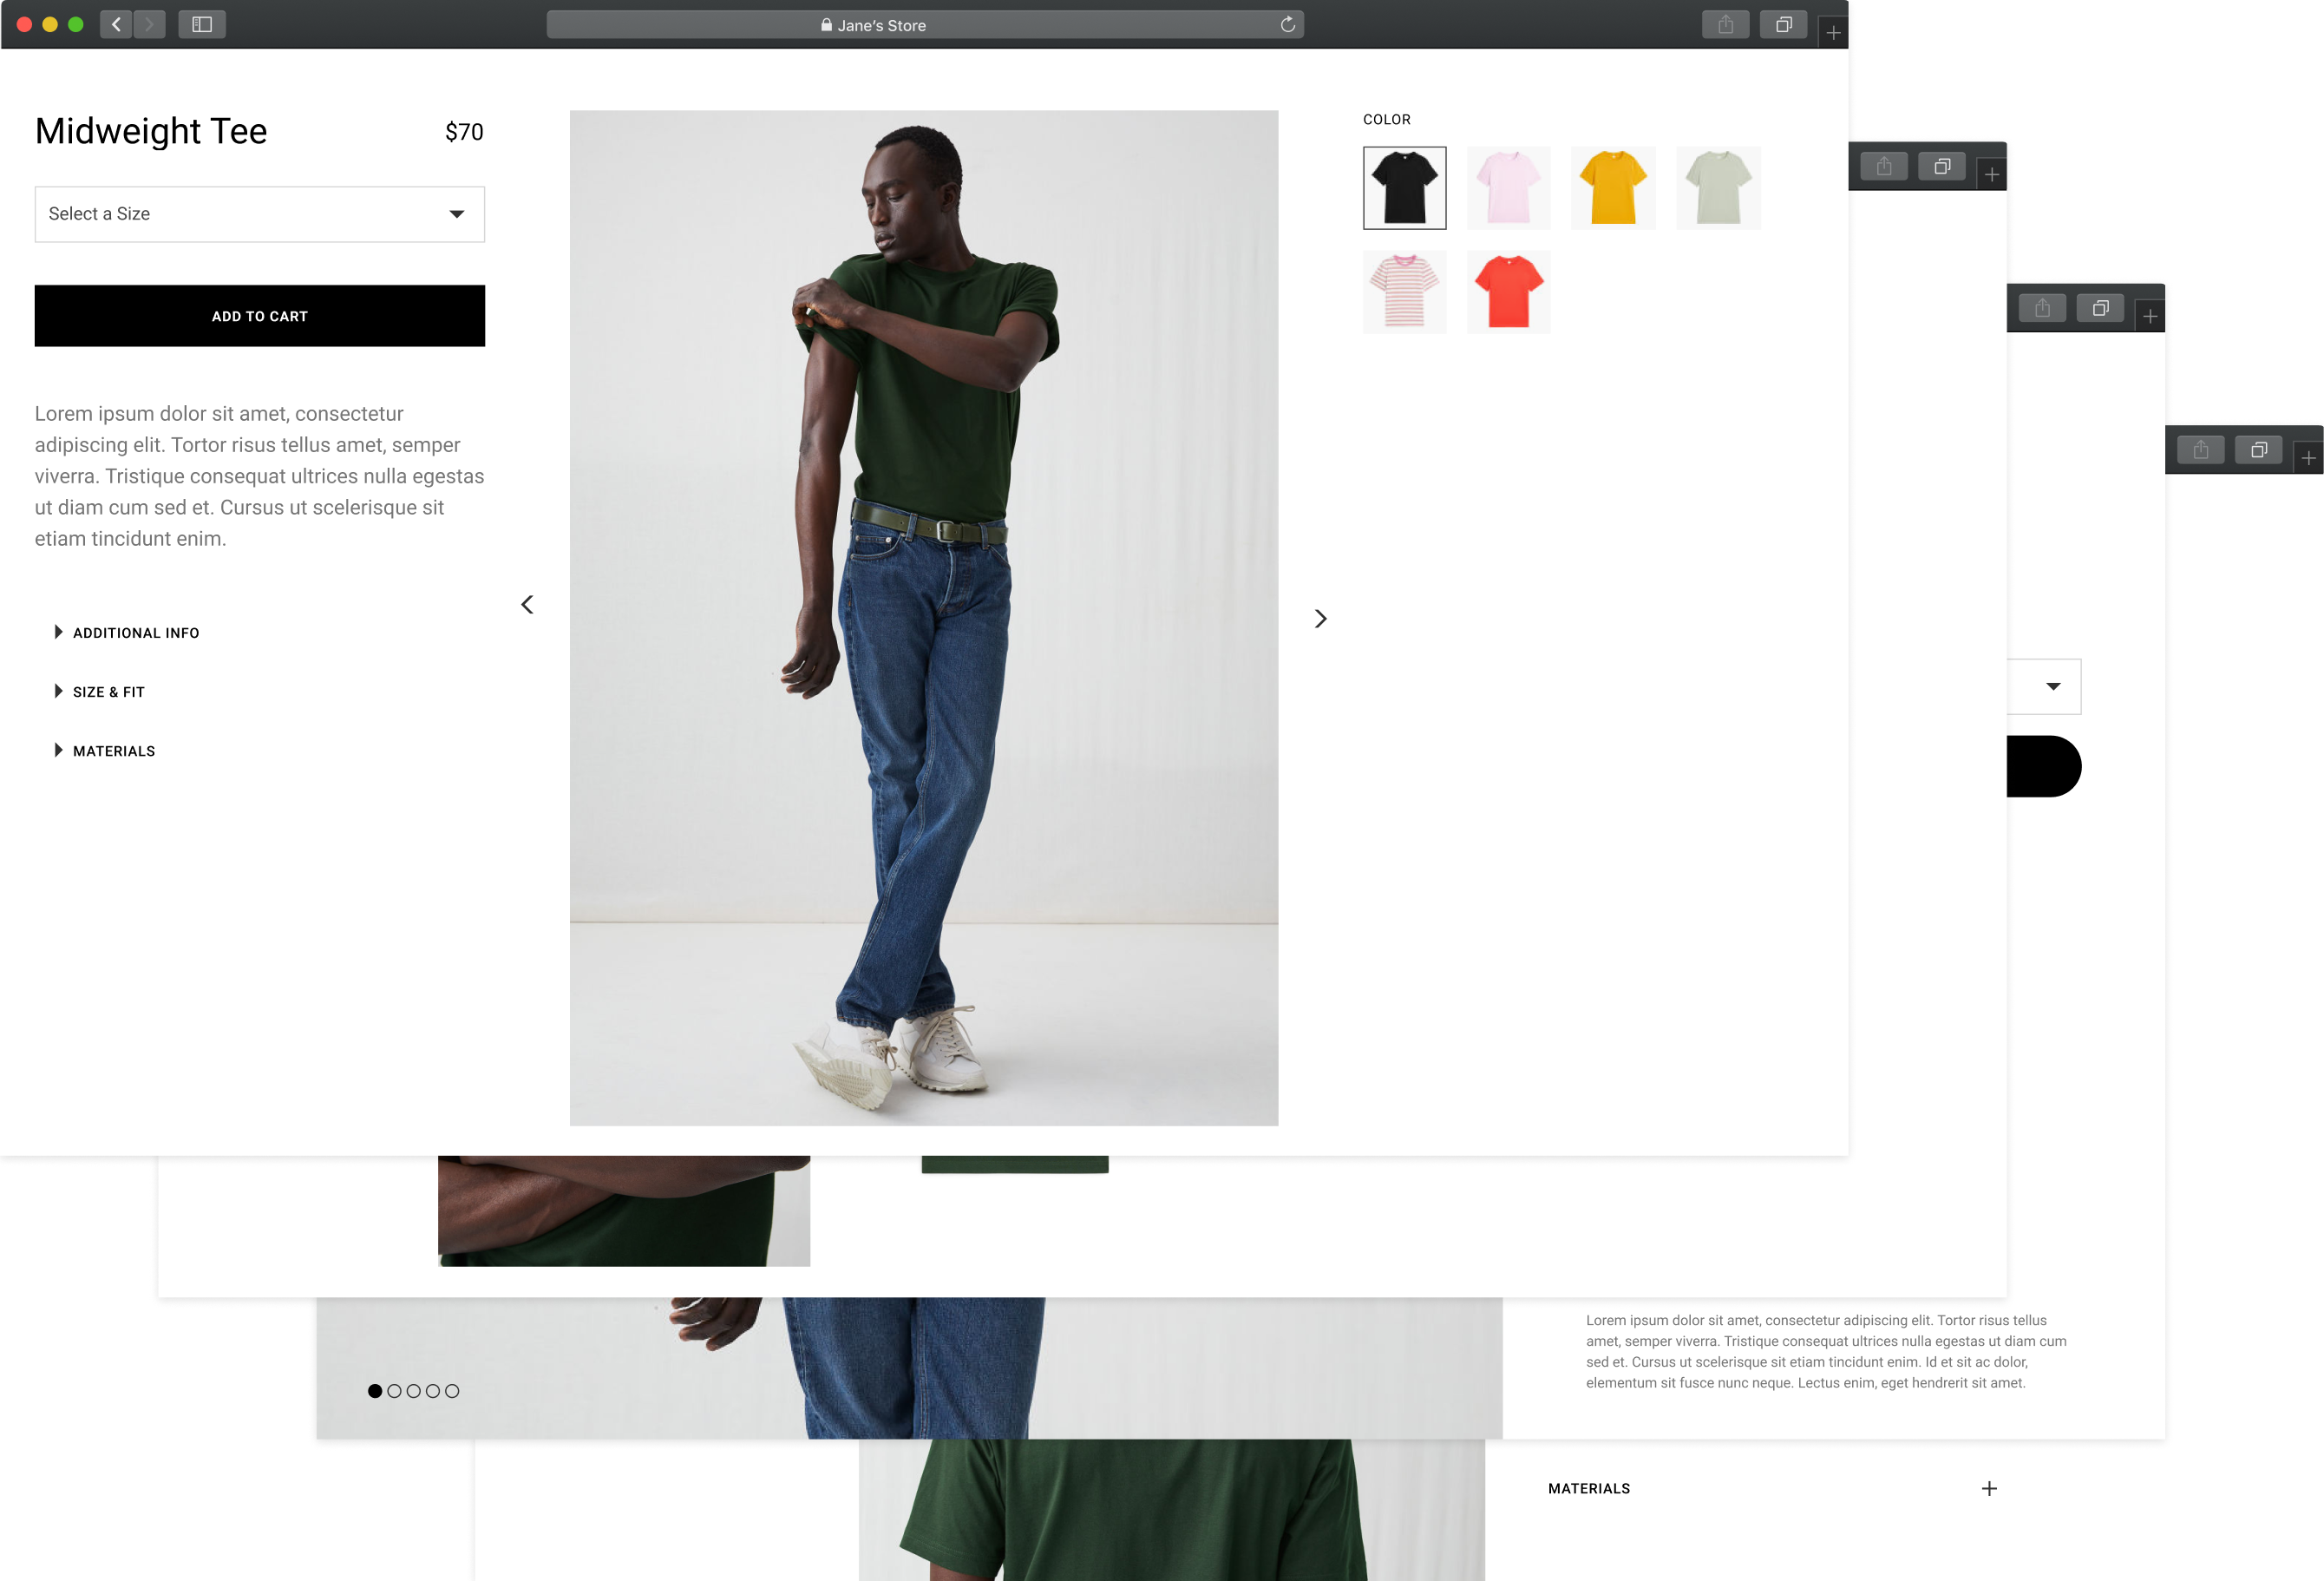 Jane's Store
Midweight Tee
$70
Select a Size
ADD TO CART
Lorem ipsum dolor sit amet, consectetur
adipiscing elit. Tortor risus tellus amet, semper
viverra. Tristique consequat ultrices nulla egestas
ut diam cum sed et. Cursus ut scelerisque sit
etiam tincidunt enim.
ADDITIONAL INFO
SIZE & FIT
MATERIALS
COLOR
Lorem ipsum dolor sit amet, consectetur adipiscing elit. Tortor risus tellus
amet, semper viverra. Tristique consequat ultrices nulla egestas ut diam cum
sed et. Cursus ut scelerisque sit etiam tincidunt enim. Id et sit ac dolor,
elementum sit fusce nunc neque. Lectus enim, eget hendrerit sit amet.
MATERIALS